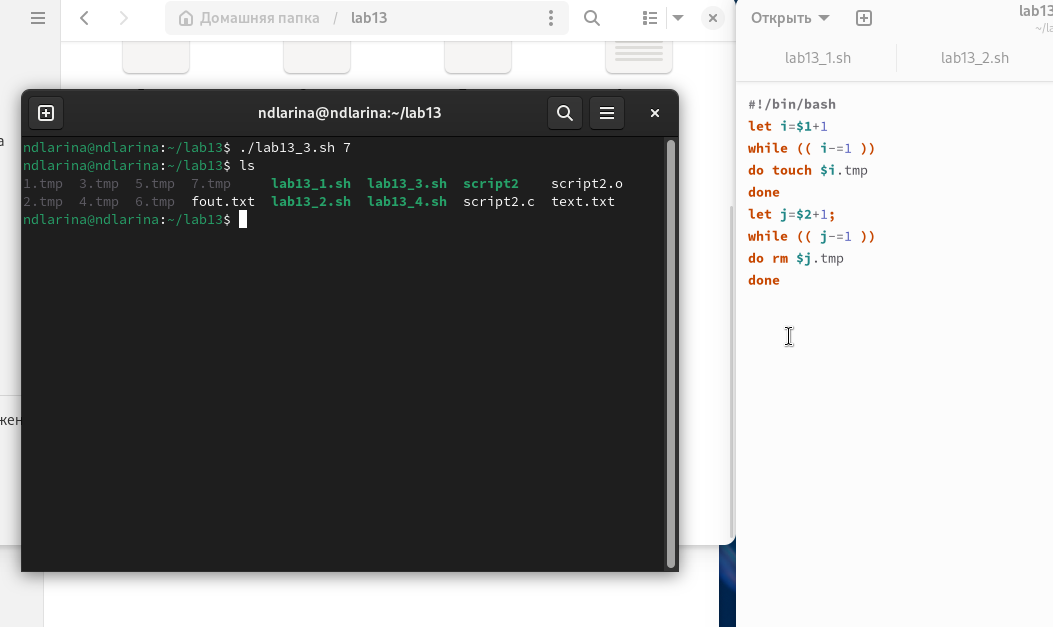 Домашняя папка / lab13
Открыть
lab13
~/la
lab13_1.sh lab13_2.sh
ndlarina@ndlarina:~/lab13
ndlarina@ndlarina:~/lab13$ ./lab13_3.sh 7
ndlarina@ndlarina:~/lab13$ ls
1.tmp 3.tmp 5.tmp 7.tmp lab13_1.sh lab13_3.sh script2 script2.o
2.tmp 4.tmp 6.tmp fout.txt lab13_2.sh lab13_4.sh script2.c text.txt
ndlarina@ndlarina:~/lab13$
#!/bin/bash
let i=$1+1
while (( i-=1 ))
do touch $i.tmp
done
let j=$2+1;
while (( j-=1 ))
do rm $j.tmp
done
а
жен